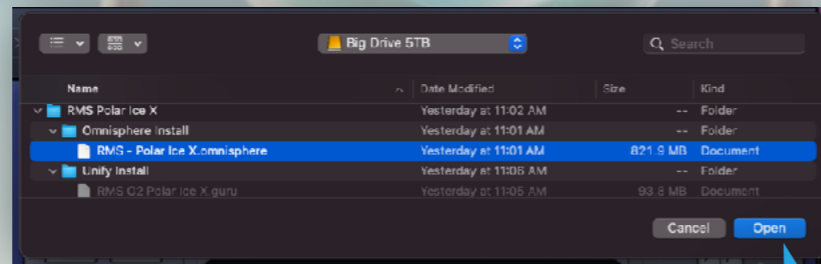 Big Drive 5TB
Search
Name Date Modified Size Kind
RMS Polar Ice X Yesterday at 11:02 AM -- Folder
Omnisphere Install Yesterday at 11:01 AM -- Folder
RMS - Polar Ice X.omnisphere Yesterday at 11:01 AM 821.9 MB Document
Unify Install Yesterday at 11:06 AM -- Folder
RMS O2 Polar Ice X.guru Yesterday at 11:05 AM 93.8 MB Document
Cancel Open